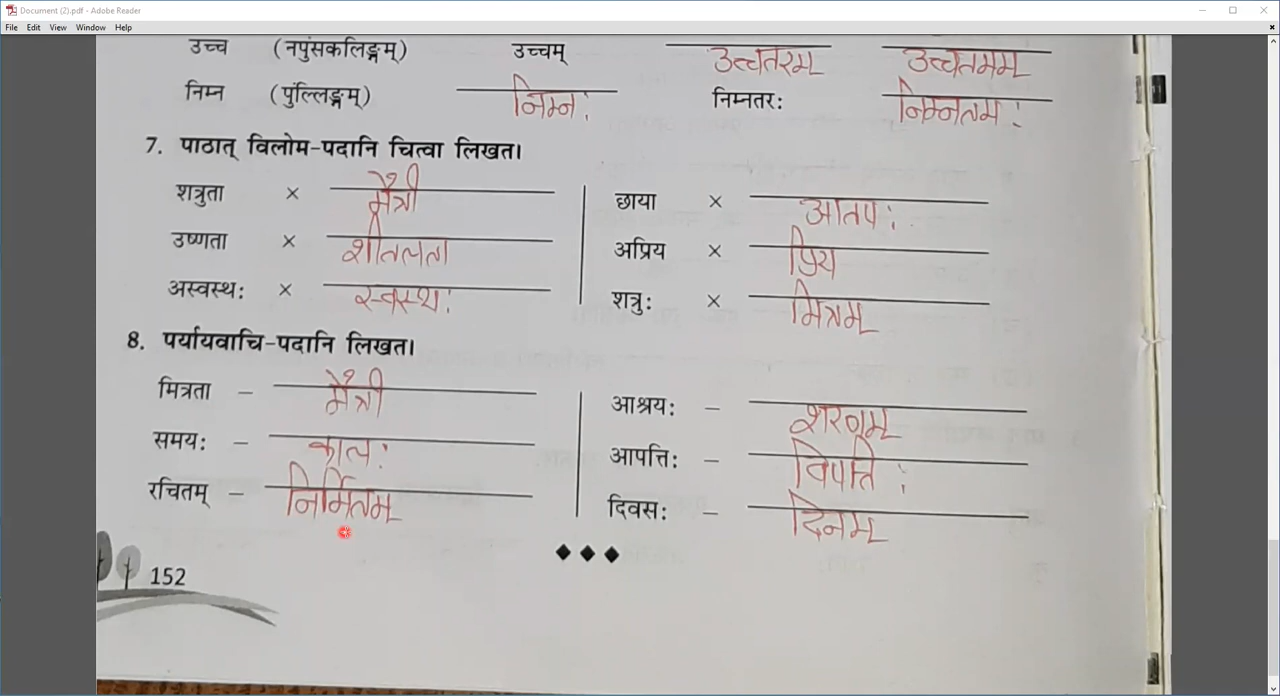 Document (2).pdf - Adobe Reader
File Edit View Window Help
उच्च (नपुंसकलिङ्गम्) उच्चम् उच्चतरम् उच्चतमम्
निम्न (पुंल्लिङ्गम्) निम्नः निम्नतरः निम्नतमः
7. पाठात् विलोम-पदानि चित्वा लिखत।
शत्रुता × मैत्री छाया × आतपः
उष्णता × शीतलता अप्रिय × प्रिय
अस्वस्थः × स्वस्थः शत्रुः × मित्रम्
8. पर्यायवाचि-पदानि लिखत।
मित्रता – मैत्री आश्रयः – शरणम्
समयः – कालः आपत्तिः – विपत्तिः
रचितम् – निर्मितम् दिवसः – दिनम्
152